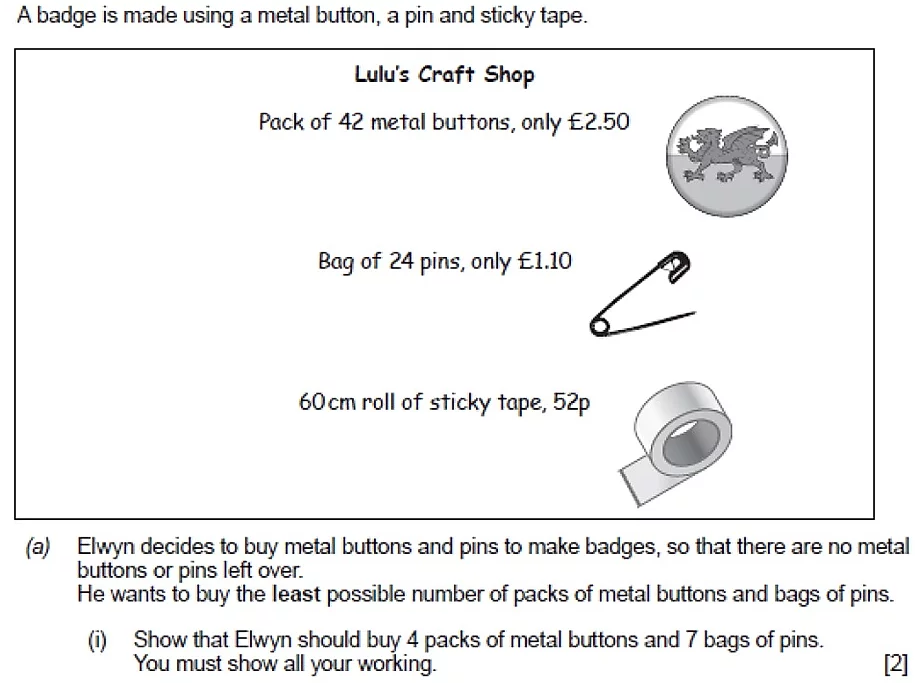 A badge is made using a metal button, a pin and sticky tape.
Lulu's Craft Shop
Pack of 42 metal buttons, only £2.50
Bag of 24 pins, only £1.10
60cm roll of sticky tape, 52p
(a) Elwyn decides to buy metal buttons and pins to make badges, so that there are no metal
buttons or pins left over.
He wants to buy the least possible number of packs of metal buttons and bags of pins.
(i) Show that Elwyn should buy 4 packs of metal buttons and 7 bags of pins.
You must show all your working. [2]